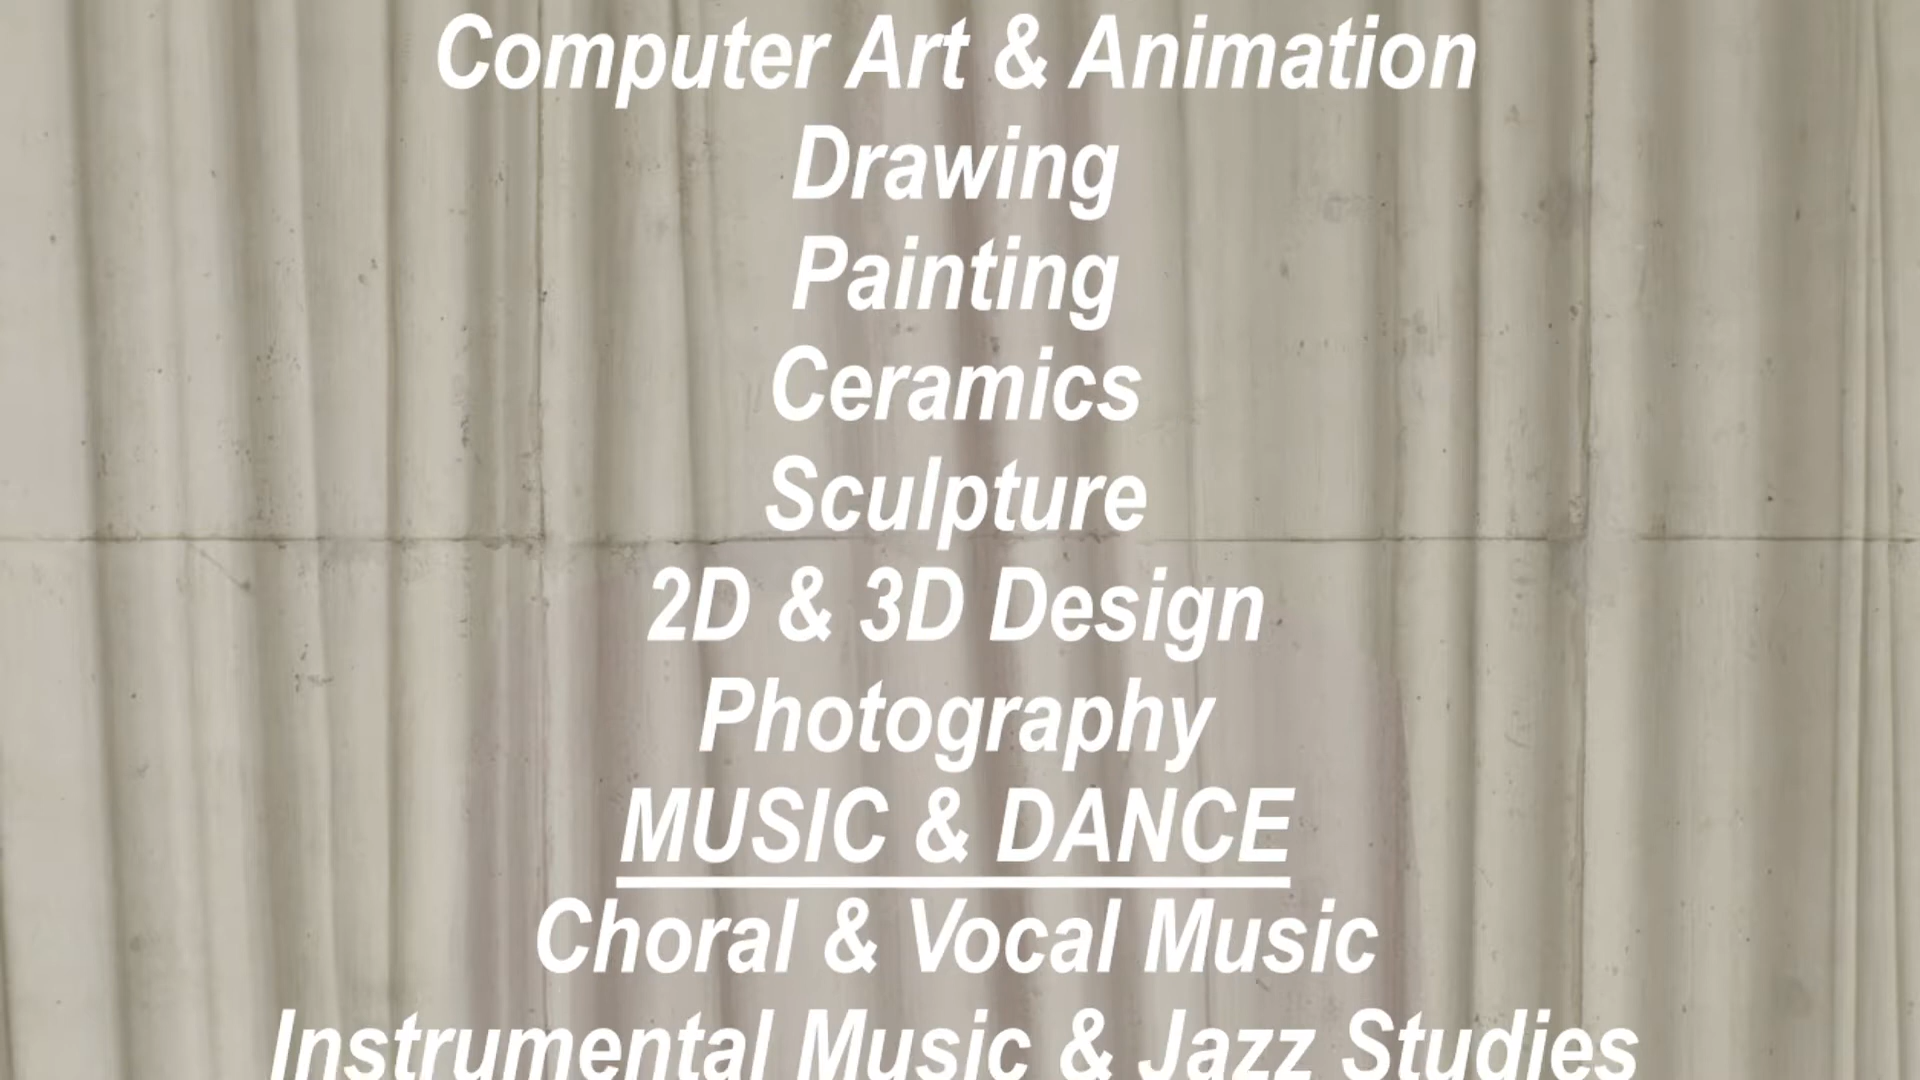 Computer Art & Animation
Drawing
Painting
Ceramics
Sculpture
2D & 3D Design
Photography
MUSIC & DANCE
Choral & Vocal Music
Instrumental Music & Jazz Studies